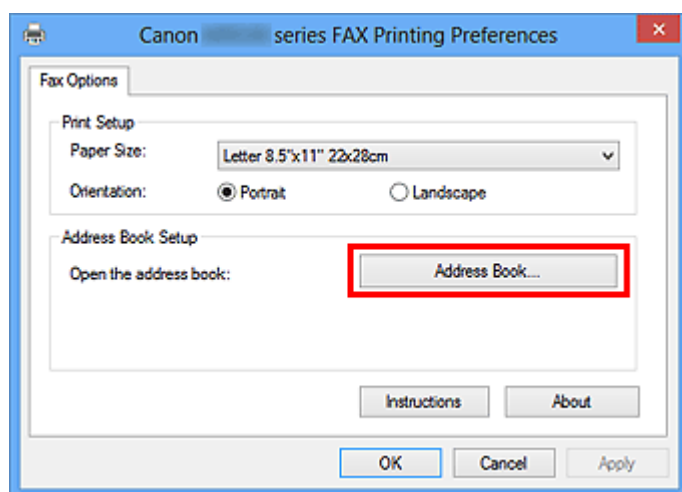 Canon series FAX Printing Preferences
Fax Options
Print Setup
Paper Size: Letter 8.5"x11" 22x28cm
Orientation: Portrait Landscape
Address Book Setup
Open the address book: Address Book...
Instructions About
OK Cancel Apply